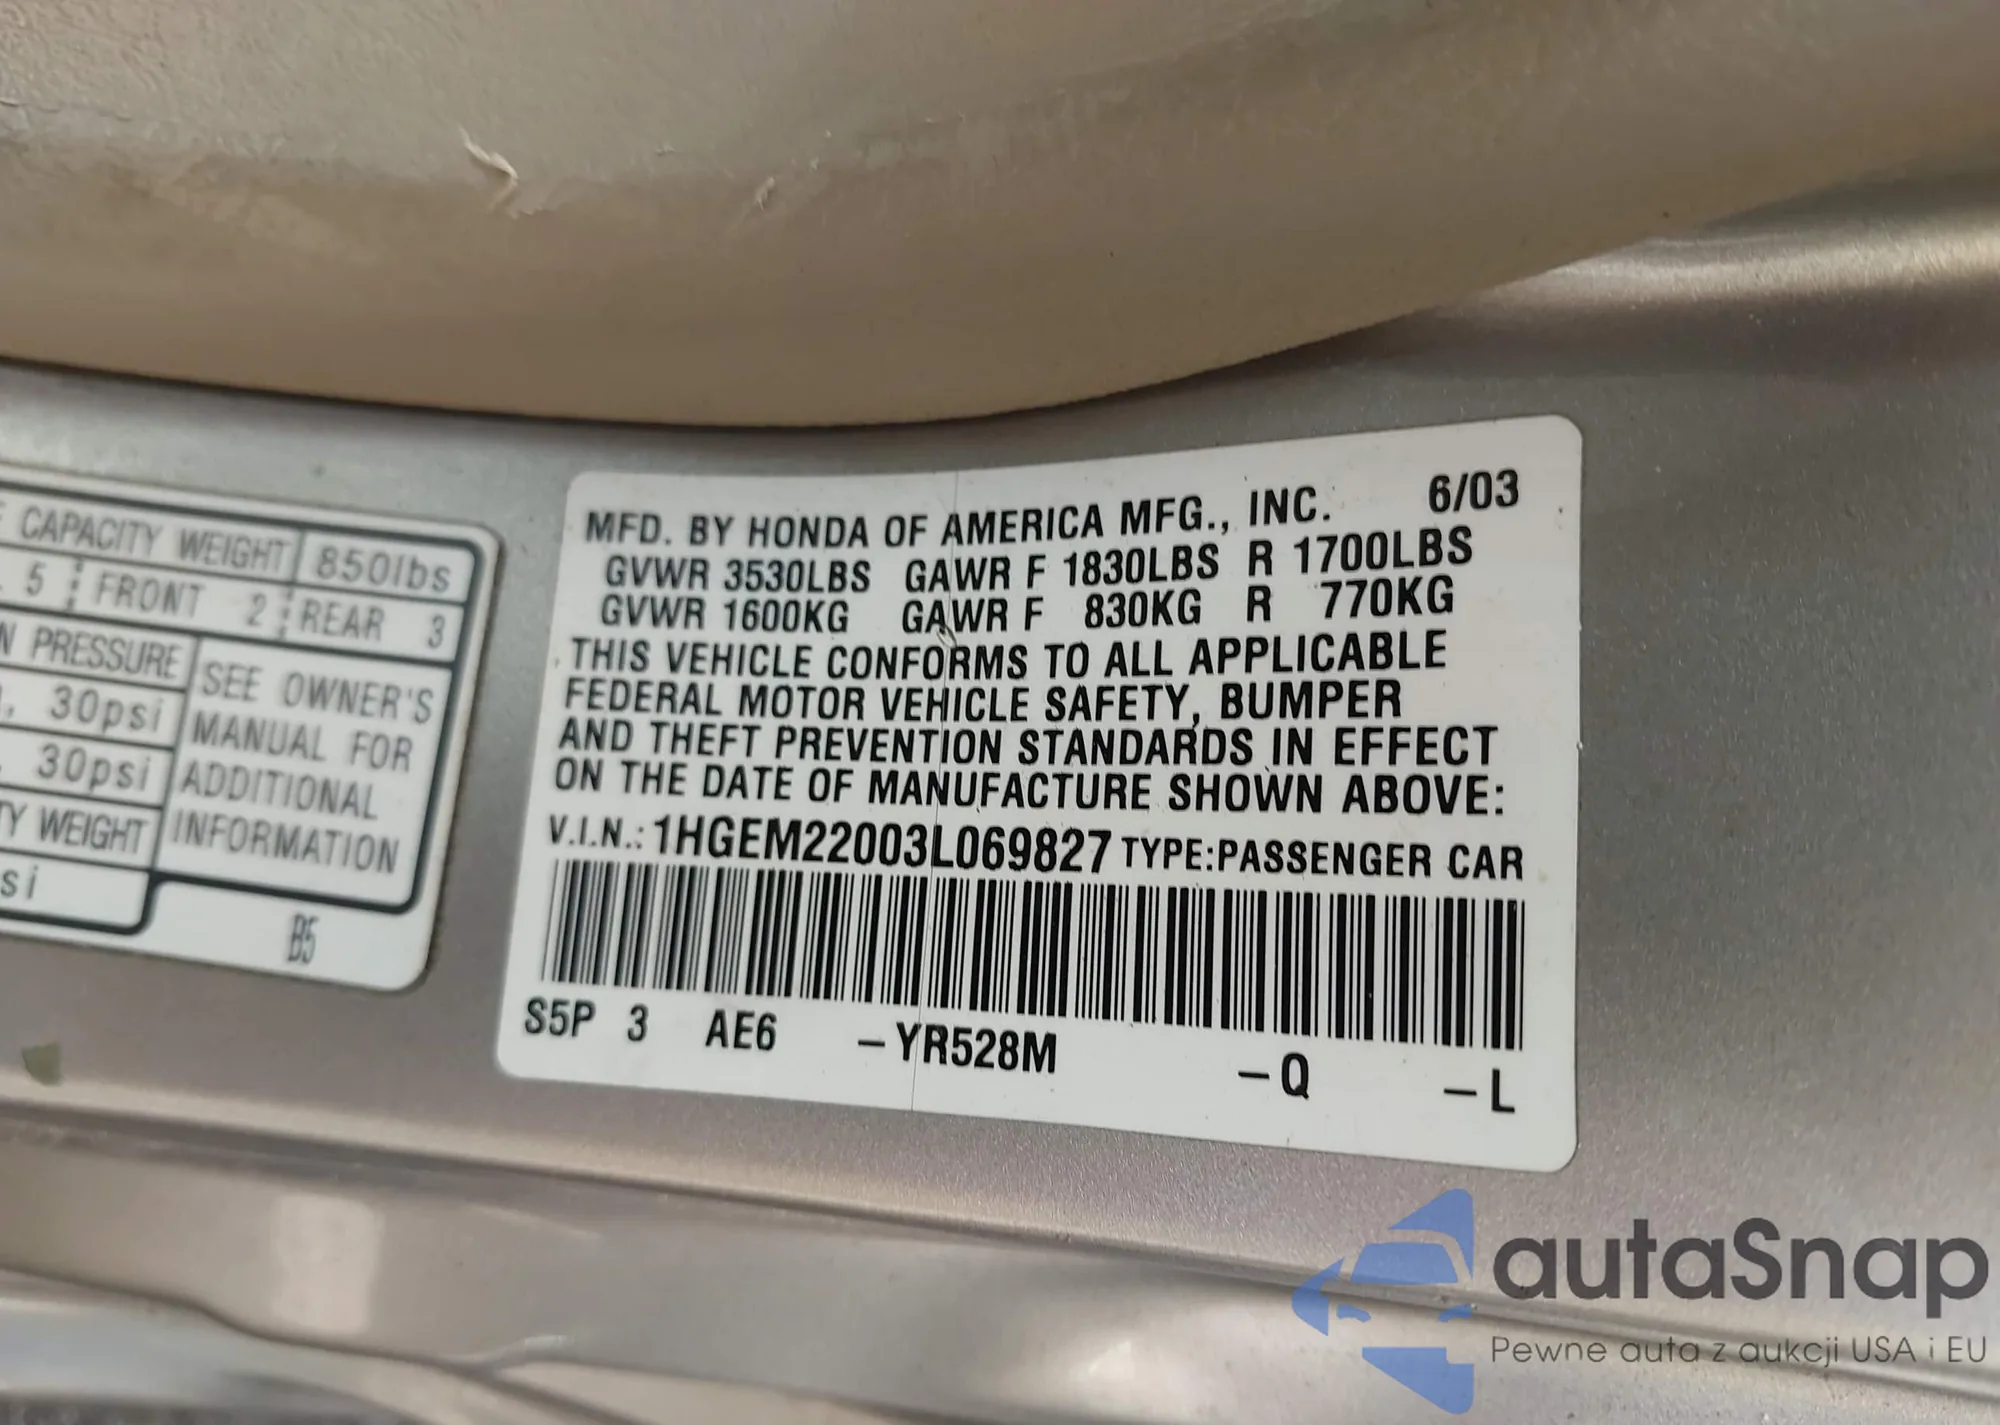 CAPACITY WEIGHT 850lbs
5 FRONT 2 REAR 3
PRESSURE SEE OWNER'S MANUAL FOR ADDITIONAL INFORMATION
30psi
30psi
WEIGHT
B5
MFD. BY HONDA OF AMERICA MFG., INC. 6/03
GVWR 3530LBS GAWR F 1830LBS R 1700LBS
GVWR 1600KG GAWR F 830KG R 770KG
THIS VEHICLE CONFORMS TO ALL APPLICABLE
FEDERAL MOTOR VEHICLE SAFETY, BUMPER
AND THEFT PREVENTION STANDARDS IN EFFECT
ON THE DATE OF MANUFACTURE SHOWN ABOVE:
V.I.N.: 1HGEM22003L069827 TYPE:PASSENGER CAR
S5P 3 AE6 –YR528M –Q –L
autaSnap
Pewne auta z aukcji USA i EU